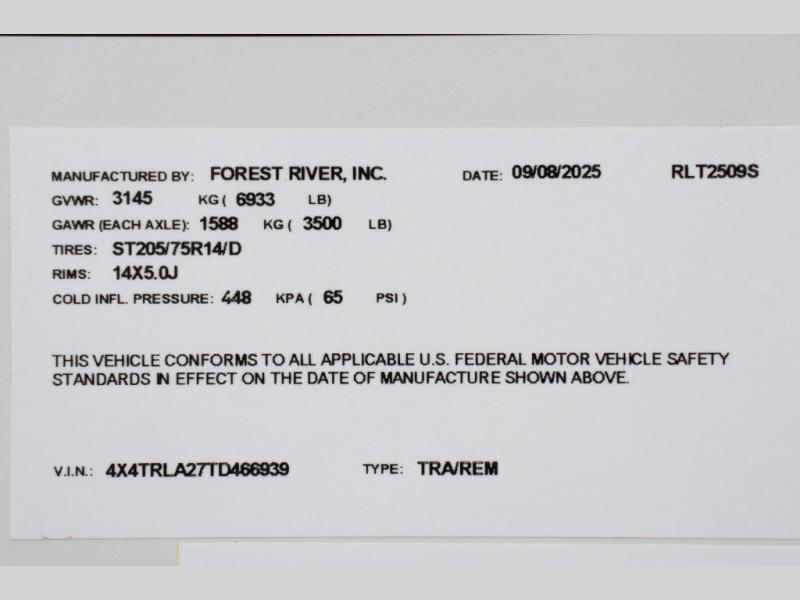 MANUFACTURED BY: FOREST RIVER, INC. DATE: 09/08/2025 RLT2509S
GVWR: 3145 KG ( 6933 LB)
GAWR (EACH AXLE): 1588 KG ( 3500 LB)
TIRES: ST205/75R14/D
RIMS: 14X5.0J
COLD INFL. PRESSURE: 448 KPA ( 65 PSI )
THIS VEHICLE CONFORMS TO ALL APPLICABLE U.S. FEDERAL MOTOR VEHICLE SAFETY
STANDARDS IN EFFECT ON THE DATE OF MANUFACTURE SHOWN ABOVE.
V.I.N.: 4X4TRLA27TD466939 TYPE: TRA/REM